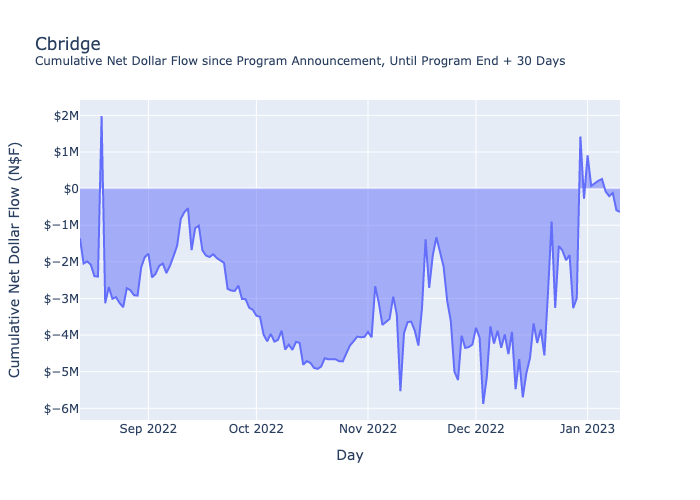 Cbridge
Cumulative Net Dollar Flow since Program Announcement, Until Program End + 30 Days
Cumulative Net Dollar Flow (N$F)
$2M
$1M
$0
$−1M
$−2M
$−3M
$−4M
$−5M
$−6M
Sep 2022 Oct 2022 Nov 2022 Dec 2022 Jan 2023
Day